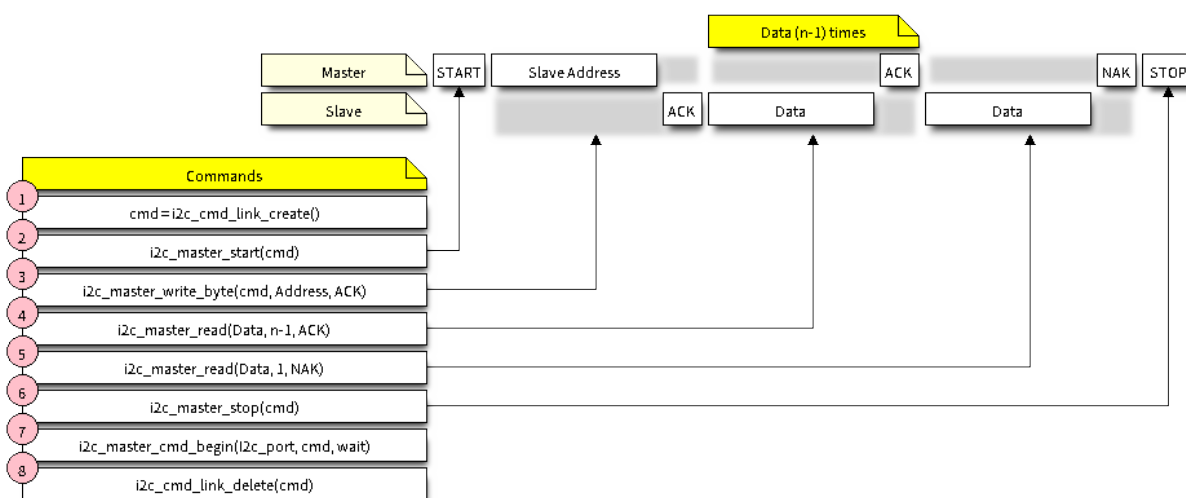 Data (n-1) times
Master START Slave Address ACK NAK STOP
Slave ACK Data Data
Commands
1
cmd=i2c_cmd_link_create()
2
i2c_master_start(cmd)
3
i2c_master_write_byte(cmd, Address, ACK)
4
i2c_master_read(Data, n-1, ACK)
5
i2c_master_read(Data, 1, NAK)
6
i2c_master_stop(cmd)
7
i2c_master_cmd_begin(I2c_port, cmd, wait)
8
i2c_cmd_link_delete(cmd)